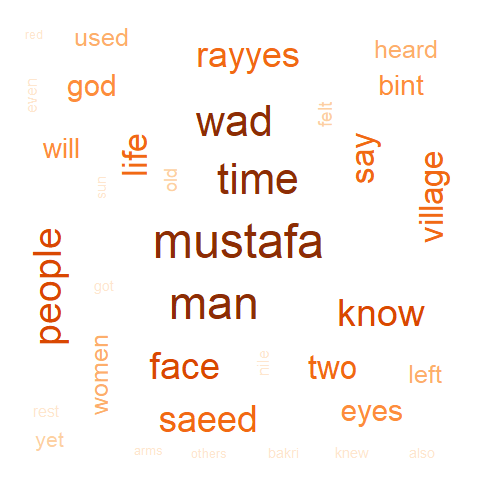 red
used
rayyes
heard
even
god
bint
wad
felt
will
life
say
time
old
sun
village
mustafa
people
got
man
know
women
face
nile
two
left
rest
saeed
eyes
yet
arms
others
bakri
knew
also